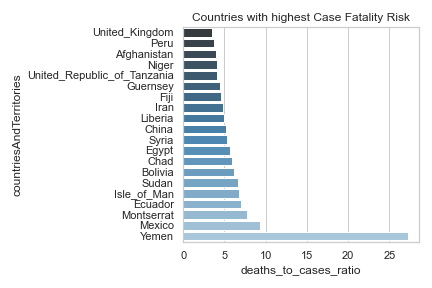 Countries with highest Case Fatality Risk
countriesAndTerritories
United_Kingdom
Peru
Afghanistan
Niger
United_Republic_of_Tanzania
Guernsey
Fiji
Iran
Liberia
China
Syria
Egypt
Chad
Bolivia
Sudan
Isle_of_Man
Ecuador
Montserrat
Mexico
Yemen
0 5 10 15 20 25
deaths_to_cases_ratio